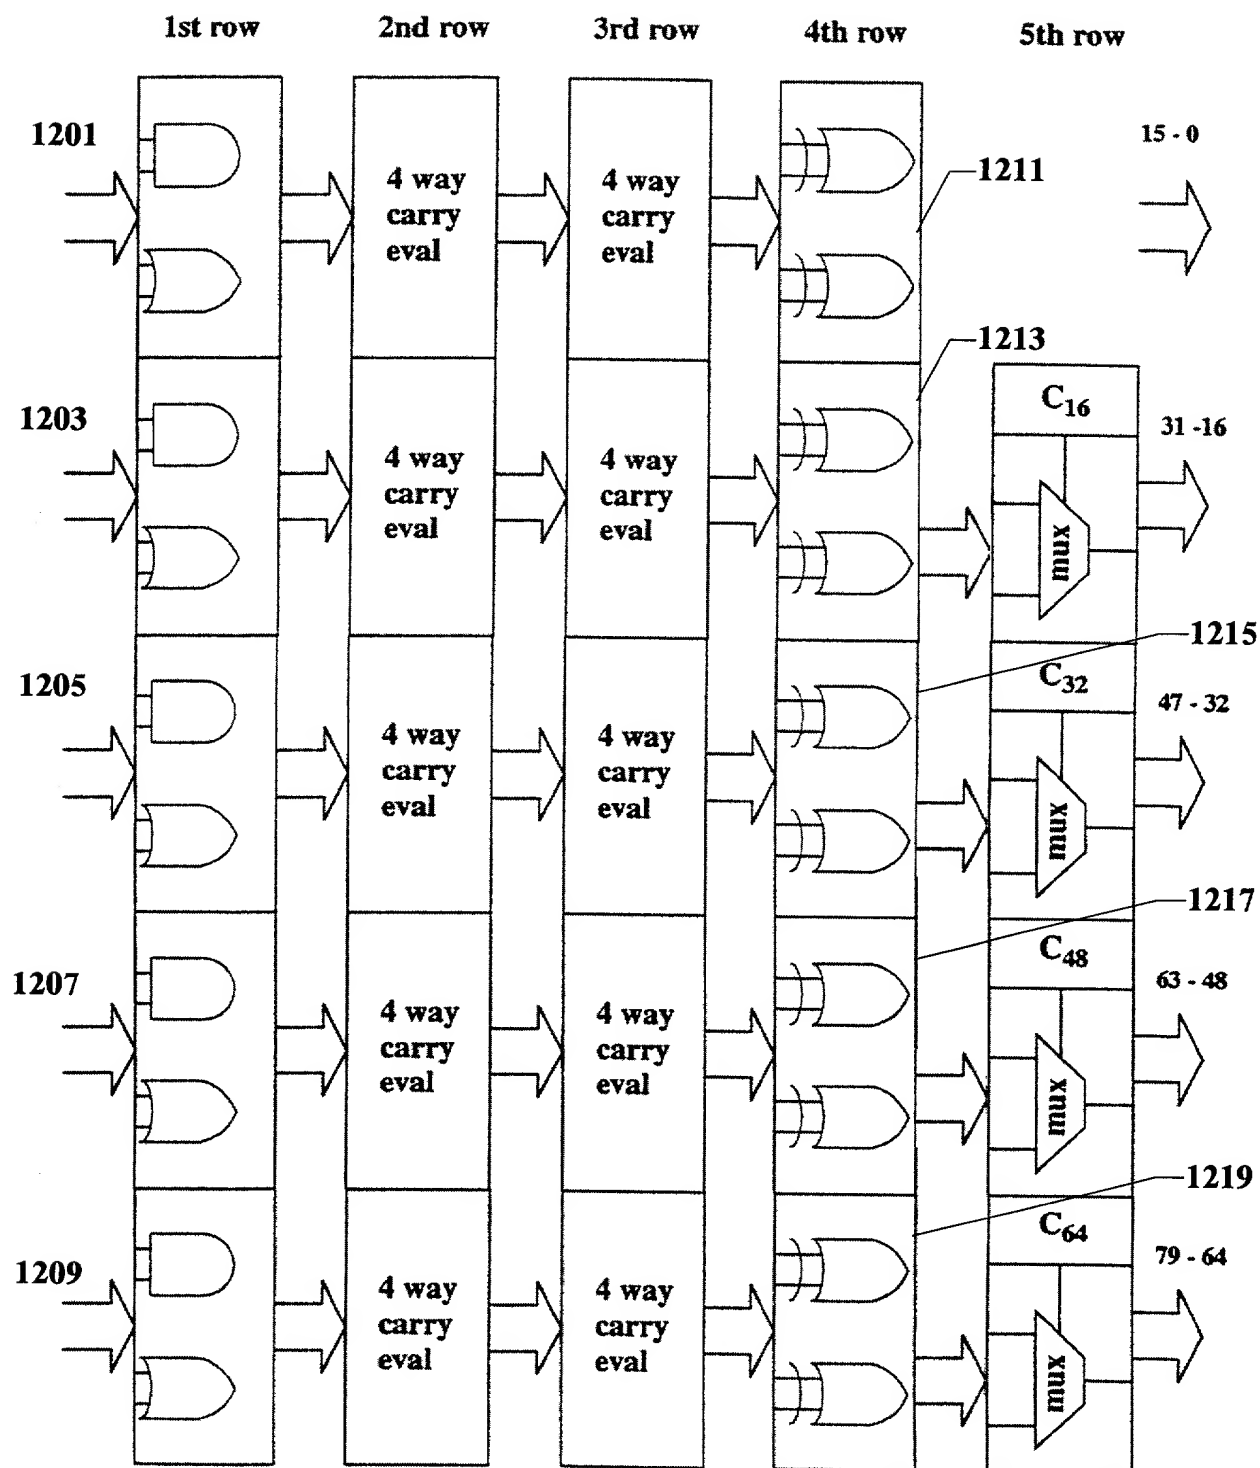 1st row
2nd row
3rd row
4th row
5th row
1201
4 way
carry
eval
4 way
carry
eval
1211
15 - 0
1203
4 way
carry
eval
4 way
carry
eval
1213
C16
mux
31 -16
1205
4 way
carry
eval
4 way
carry
eval
1215
C32
mux
47 - 32
1207
4 way
carry
eval
4 way
carry
eval
1217
C48
mux
63 - 48
1209
4 way
carry
eval
4 way
carry
eval
1219
C64
mux
79 - 64